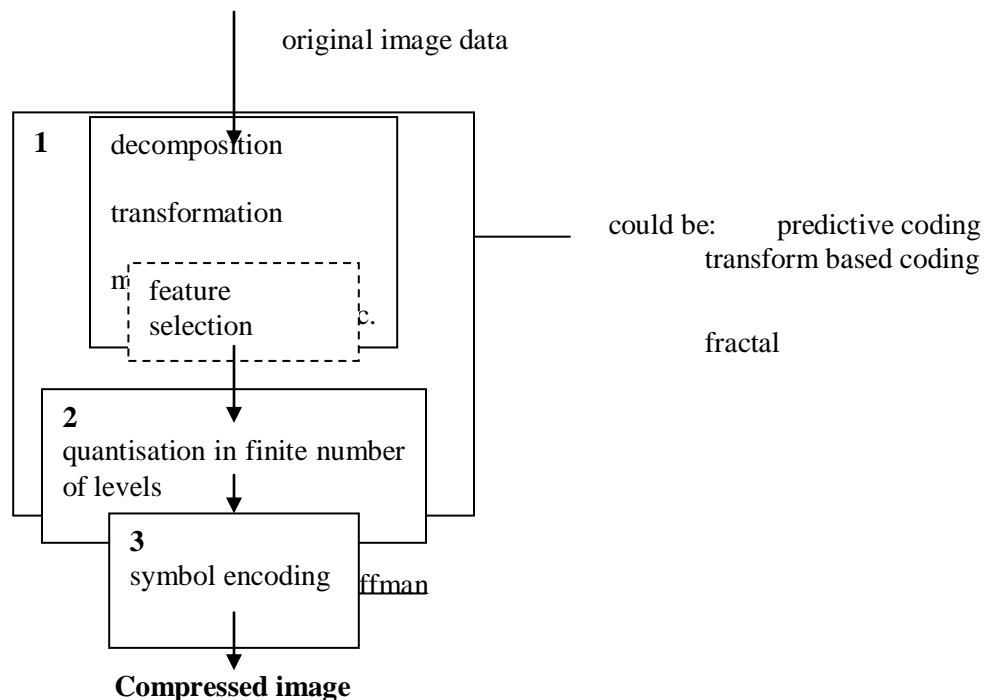 original image data
1
decomposition
transformation
feature
selection
c.
could be: predictive coding
transform based coding
fractal
2
quantisation in finite number
of levels
3
symbol encoding
ffman
Compressed image